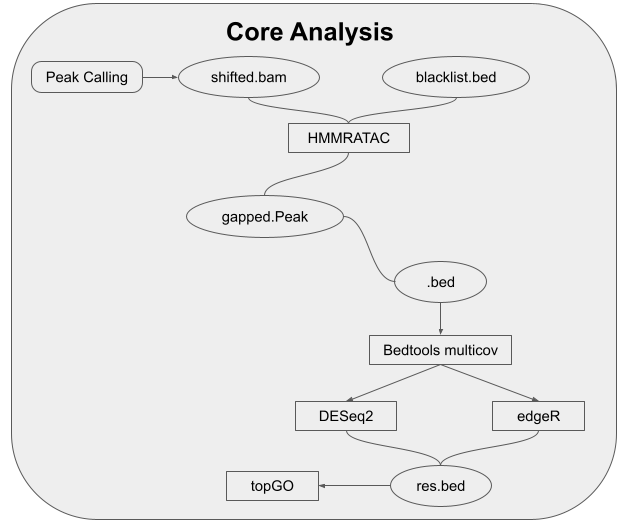 Core Analysis
Peak Calling
shifted.bam
blacklist.bed
HMMRATAC
gapped.Peak
.bed
Bedtools multicov
DESeq2
edgeR
topGO
res.bed